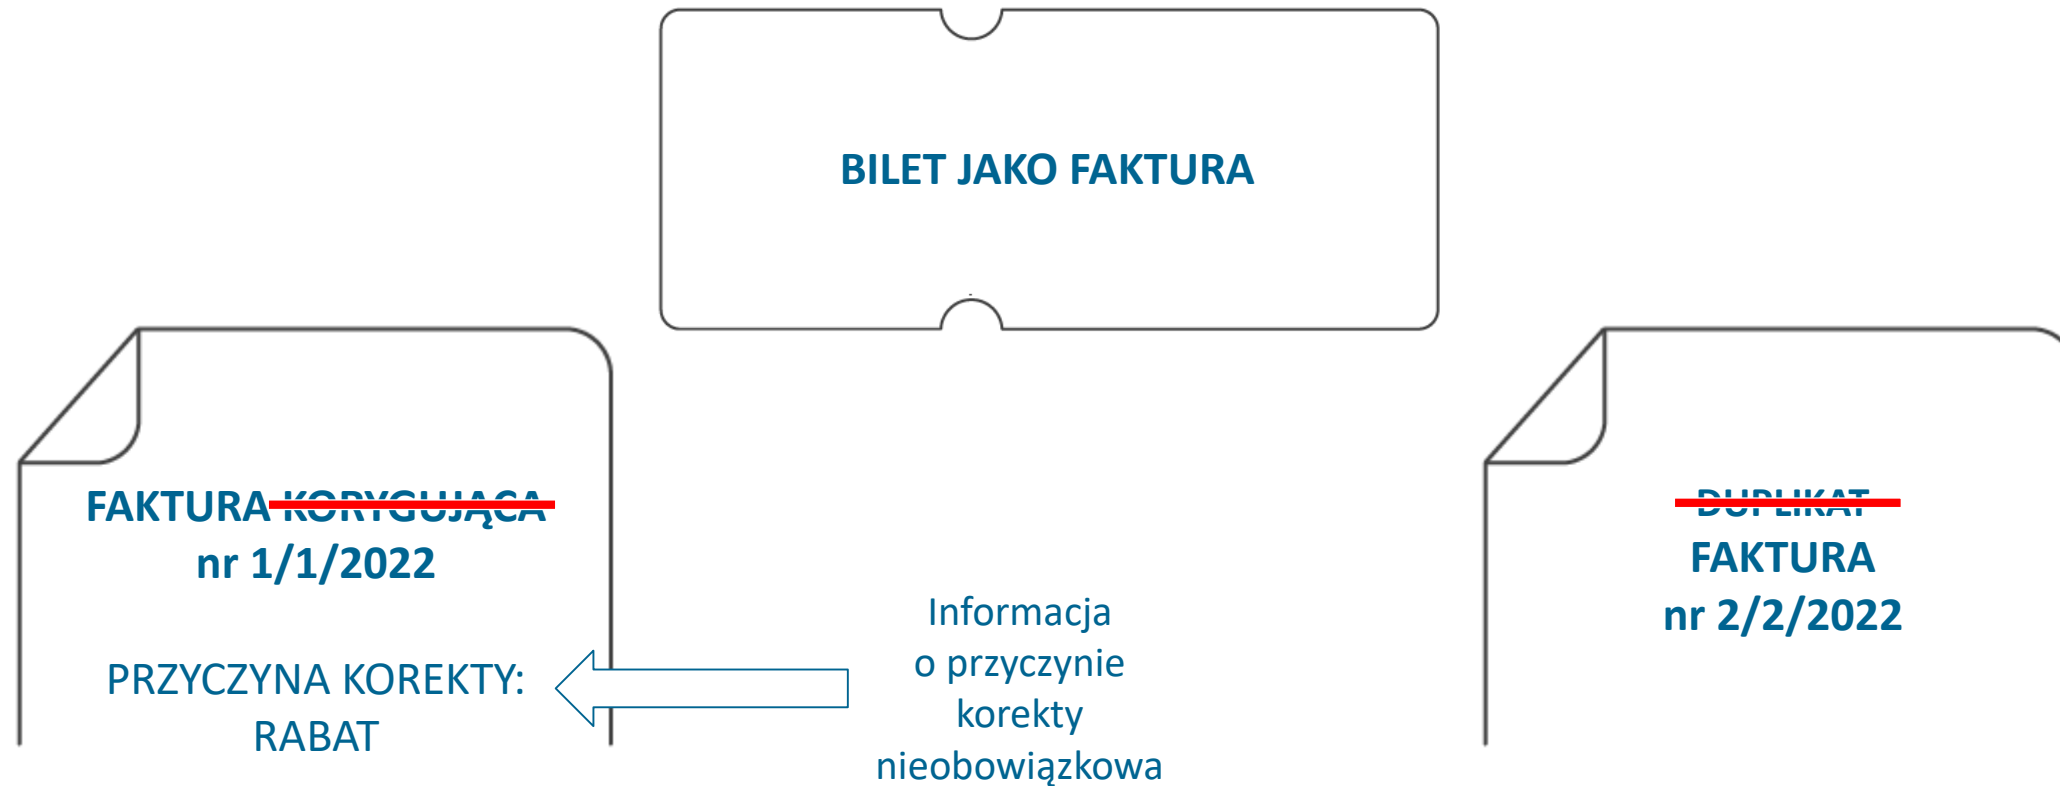 BILET JAKO FAKTURA
FAKTURA KORYGUJĄCA
nr 1/1/2022
PRZYCZYNA KOREKTY:
RABAT
Informacja
o przyczynie
korekty
nieobowiązkowa
DUPLIKAT
FAKTURA
nr 2/2/2022